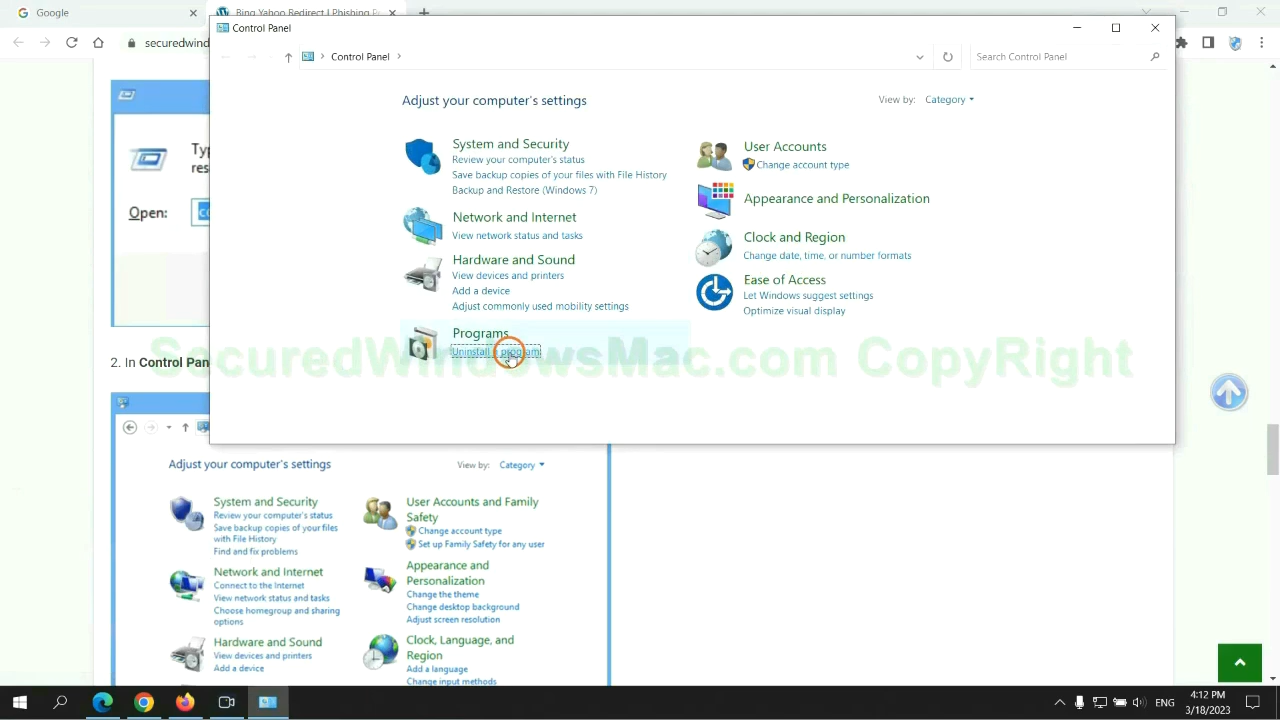 Google
Bing Yahoo Redirect | Phishing
Control Panel
securedwind
Control Panel
Search Control Panel
Adjust your computer's settings
View by: Category
System and Security
Review your computer's status
Save backup copies of your files with File History
Backup and Restore (Windows 7)
Network and Internet
View network status and tasks
Hardware and Sound
View devices and printers
Add a device
Adjust commonly used mobility settings
Programs
Uninstall a program
User Accounts
Change account type
Appearance and Personalization
Clock and Region
Change date, time, or number formats
Ease of Access
Let Windows suggest settings
Optimize visual display
SecuredWindowsMac.com CopyRight
Open:
2. In Control Pan
Adjust your computer's settings
View by: Category
System and Security
Review your computer's status
Save backup copies of your files
with File History
Find and fix problems
Network and Internet
Connect to the Internet
View network status and tasks
Choose homegroup and sharing
options
Hardware and Sound
View devices and printers
Add a device
User Accounts and Family
Safety
Change account type
Set up Family Safety for any user
Appearance and
Personalization
Change the theme
Change desktop background
Adjust screen resolution
Clock, Language, and
Region
Add a language
Change input methods
ENG
4:12 PM
3/18/2023